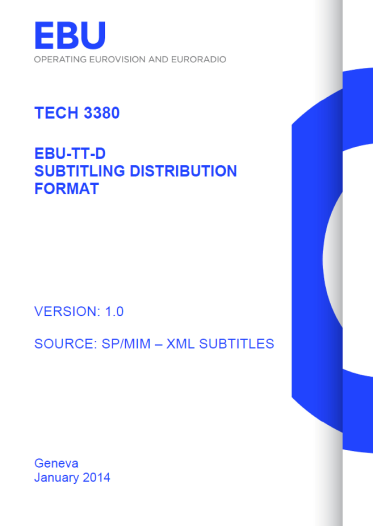 EBU
OPERATING EUROVISION AND EURORADIO
TECH 3380
EBU-TT-D
SUBTITLING DISTRIBUTION
FORMAT
VERSION: 1.0
SOURCE: SP/MIM – XML SUBTITLES
Geneva
January 2014